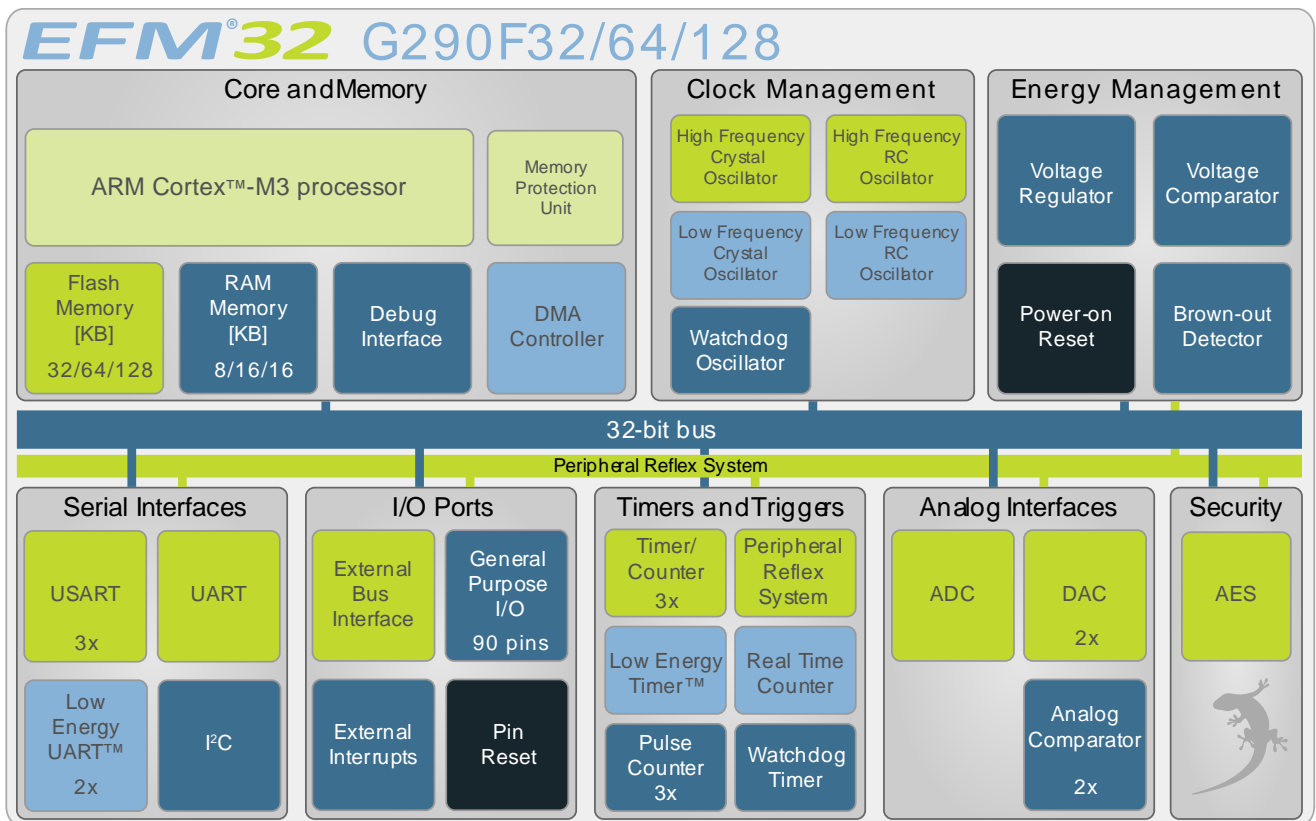 EFM®32 G290F32/64/128
Core and Memory
ARM Cortex™-M3 processor
Memory
Protection
Unit
Flash
Memory
[KB]
32/64/128
RAM
Memory
[KB]
8/16/16
Debug
Interface
DMA
Controller
Clock Management
High Frequency
Crystal
Oscillator
High Frequency
RC
Oscillator
Low Frequency
Crystal
Oscillator
Low Frequency
RC
Oscillator
Watchdog
Oscillator
Energy Management
Voltage
Regulator
Voltage
Comparator
Power-on
Reset
Brown-out
Detector
32-bit bus
Peripheral Reflex System
Serial Interfaces
USART
3x
UART
Low
Energy
UART™
2x
I²C
I/O Ports
External
Bus
Interface
General
Purpose
I/O
90 pins
External
Interrupts
Pin
Reset
Timers and Triggers
Timer/
Counter
3x
Peripheral
Reflex
System
Low Energy
Timer™
Real Time
Counter
Pulse
Counter
3x
Watchdog
Timer
Analog Interfaces
ADC
DAC
2x
Analog
Comparator
2x
Security
AES